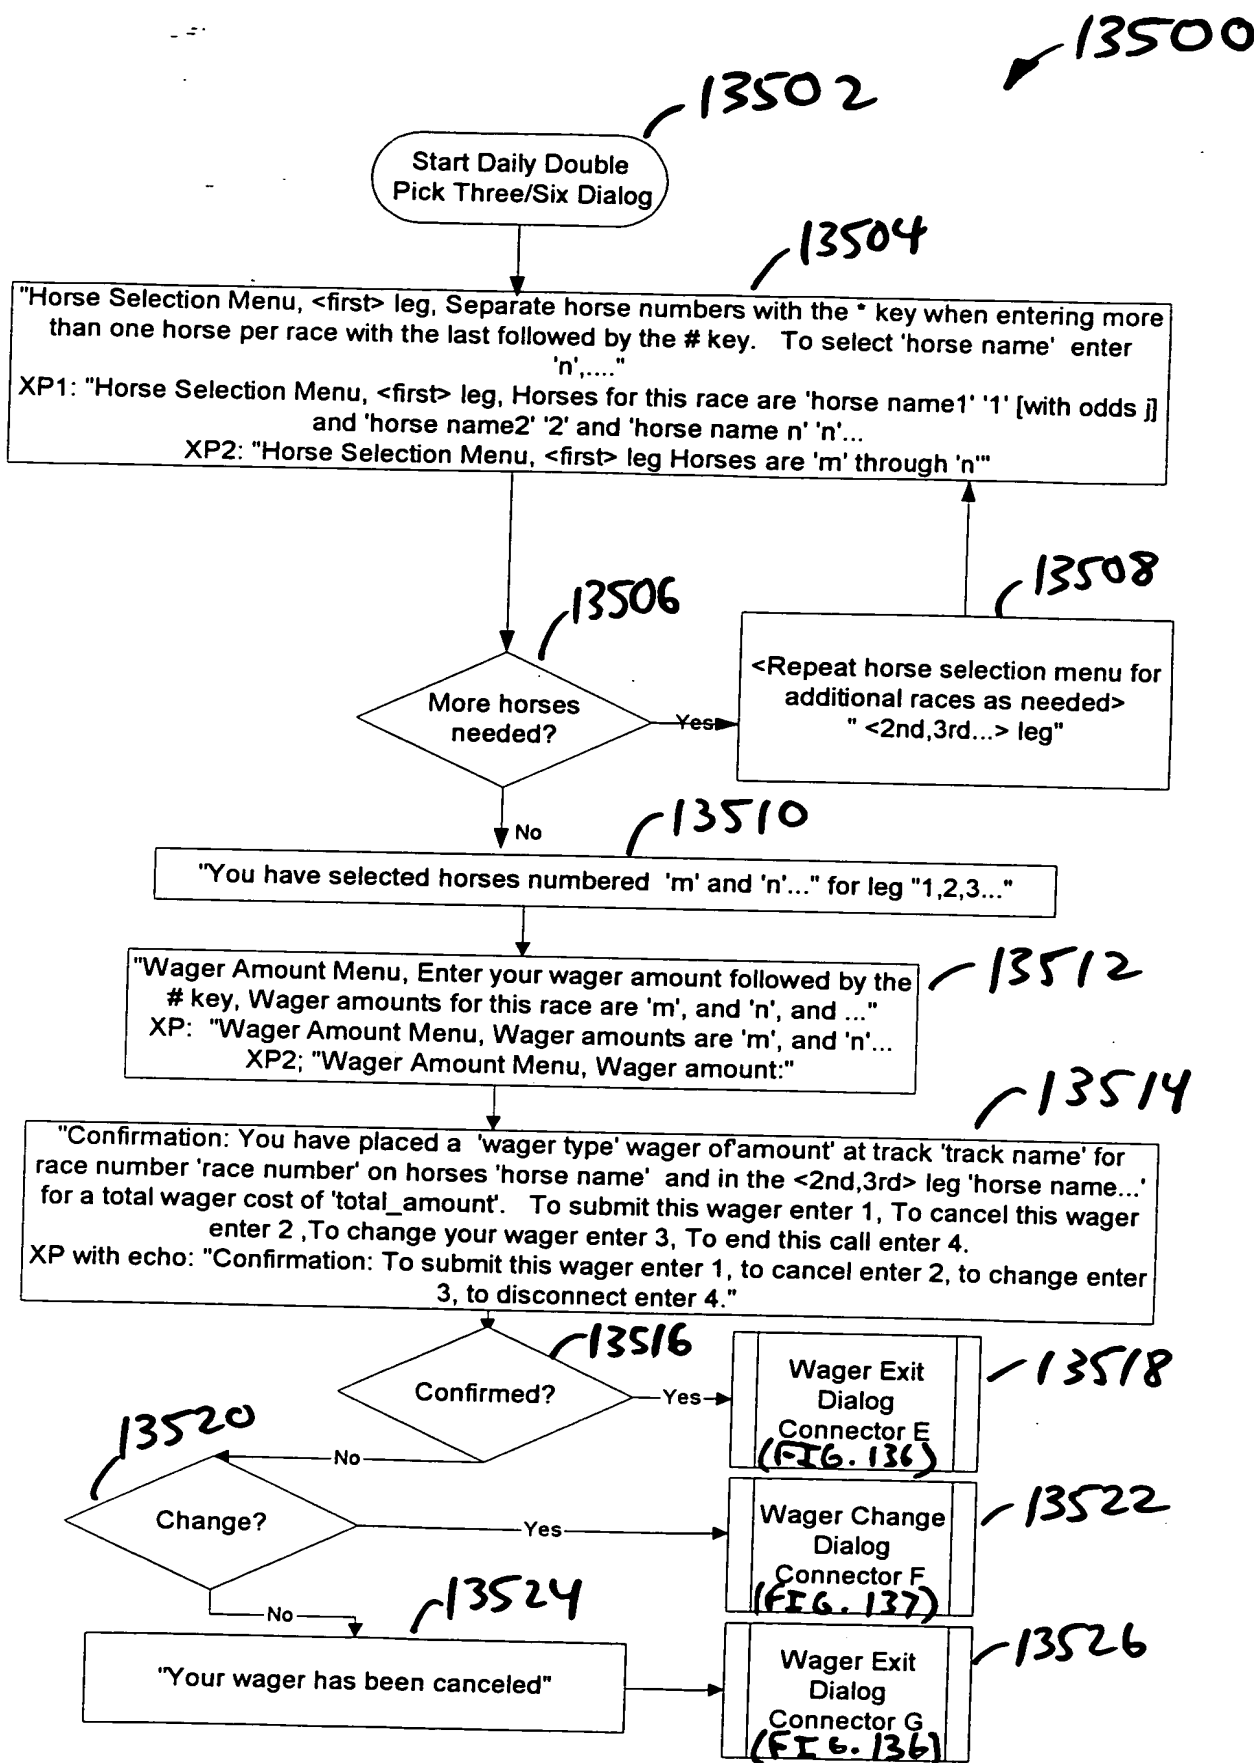 13500
13502
Start Daily Double
Pick Three/Six Dialog
13504
"Horse Selection Menu, <first> leg, Separate horse numbers with the * key when entering more
than one horse per race with the last followed by the # key. To select 'horse name' enter
'n',...."
XP1: "Horse Selection Menu, <first> leg, Horses for this race are 'horse name1' '1' [with odds j]
and 'horse name2' '2' and 'horse name n' 'n'...
XP2: "Horse Selection Menu, <first> leg Horses are 'm' through 'n'"
13506
13508
More horses
needed?
Yes
<Repeat horse selection menu for
additional races as needed>
" <2nd,3rd...> leg"
No
13510
"You have selected horses numbered 'm' and 'n'..." for leg "1,2,3..."
13512
"Wager Amount Menu, Enter your wager amount followed by the
# key, Wager amounts for this race are 'm', and 'n', and ..."
XP: "Wager Amount Menu, Wager amounts are 'm', and 'n'...
XP2; "Wager Amount Menu, Wager amount:"
13514
"Confirmation: You have placed a 'wager type' wager of'amount' at track 'track name' for
race number 'race number' on horses 'horse name' and in the <2nd,3rd> leg 'horse name...'
for a total wager cost of 'total_amount'. To submit this wager enter 1, To cancel this wager
enter 2 ,To change your wager enter 3, To end this call enter 4.
XP with echo: "Confirmation: To submit this wager enter 1, to cancel enter 2, to change enter
3, to disconnect enter 4."
13516
Confirmed?
Yes
Wager Exit
Dialog
Connector E
(FIG. 136)
13518
13520
No
Change?
Yes
Wager Change
Dialog
Connector F
(FIG. 137)
13522
No
13524
"Your wager has been canceled"
Wager Exit
Dialog
Connector G
(FIG. 136)
13526